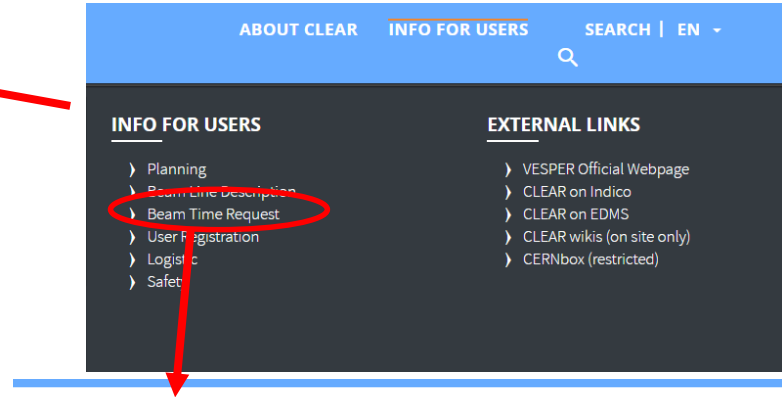 ABOUT CLEAR INFO FOR USERS SEARCH | EN
INFO FOR USERS
Planning
Beam Line Description
Beam Time Request
User Registration
Logistic
Safety
EXTERNAL LINKS
VESPER Official Webpage
CLEAR on Indico
CLEAR on EDMS
CLEAR wikis (on site only)
CERNbox (restricted)